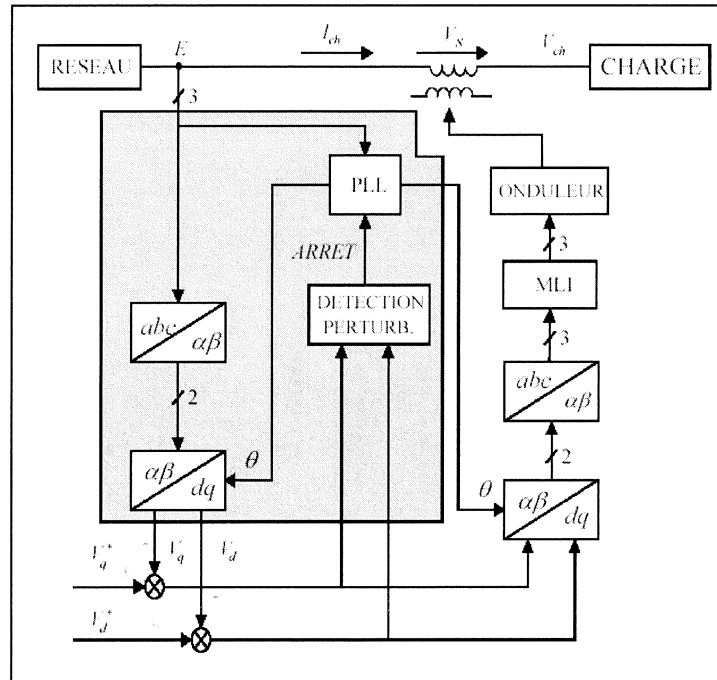 E
I_ch
V_S
V_ch
RESEAU
CHARGE
3
PLL
ONDULEUR
ARRET
3
DETECTION
PERTURB.
MLI
abc
αβ
3
abc
αβ
2
αβ
dq
θ
2
θ
αβ
dq
V_q^*
V_q
V_d
V_d^*